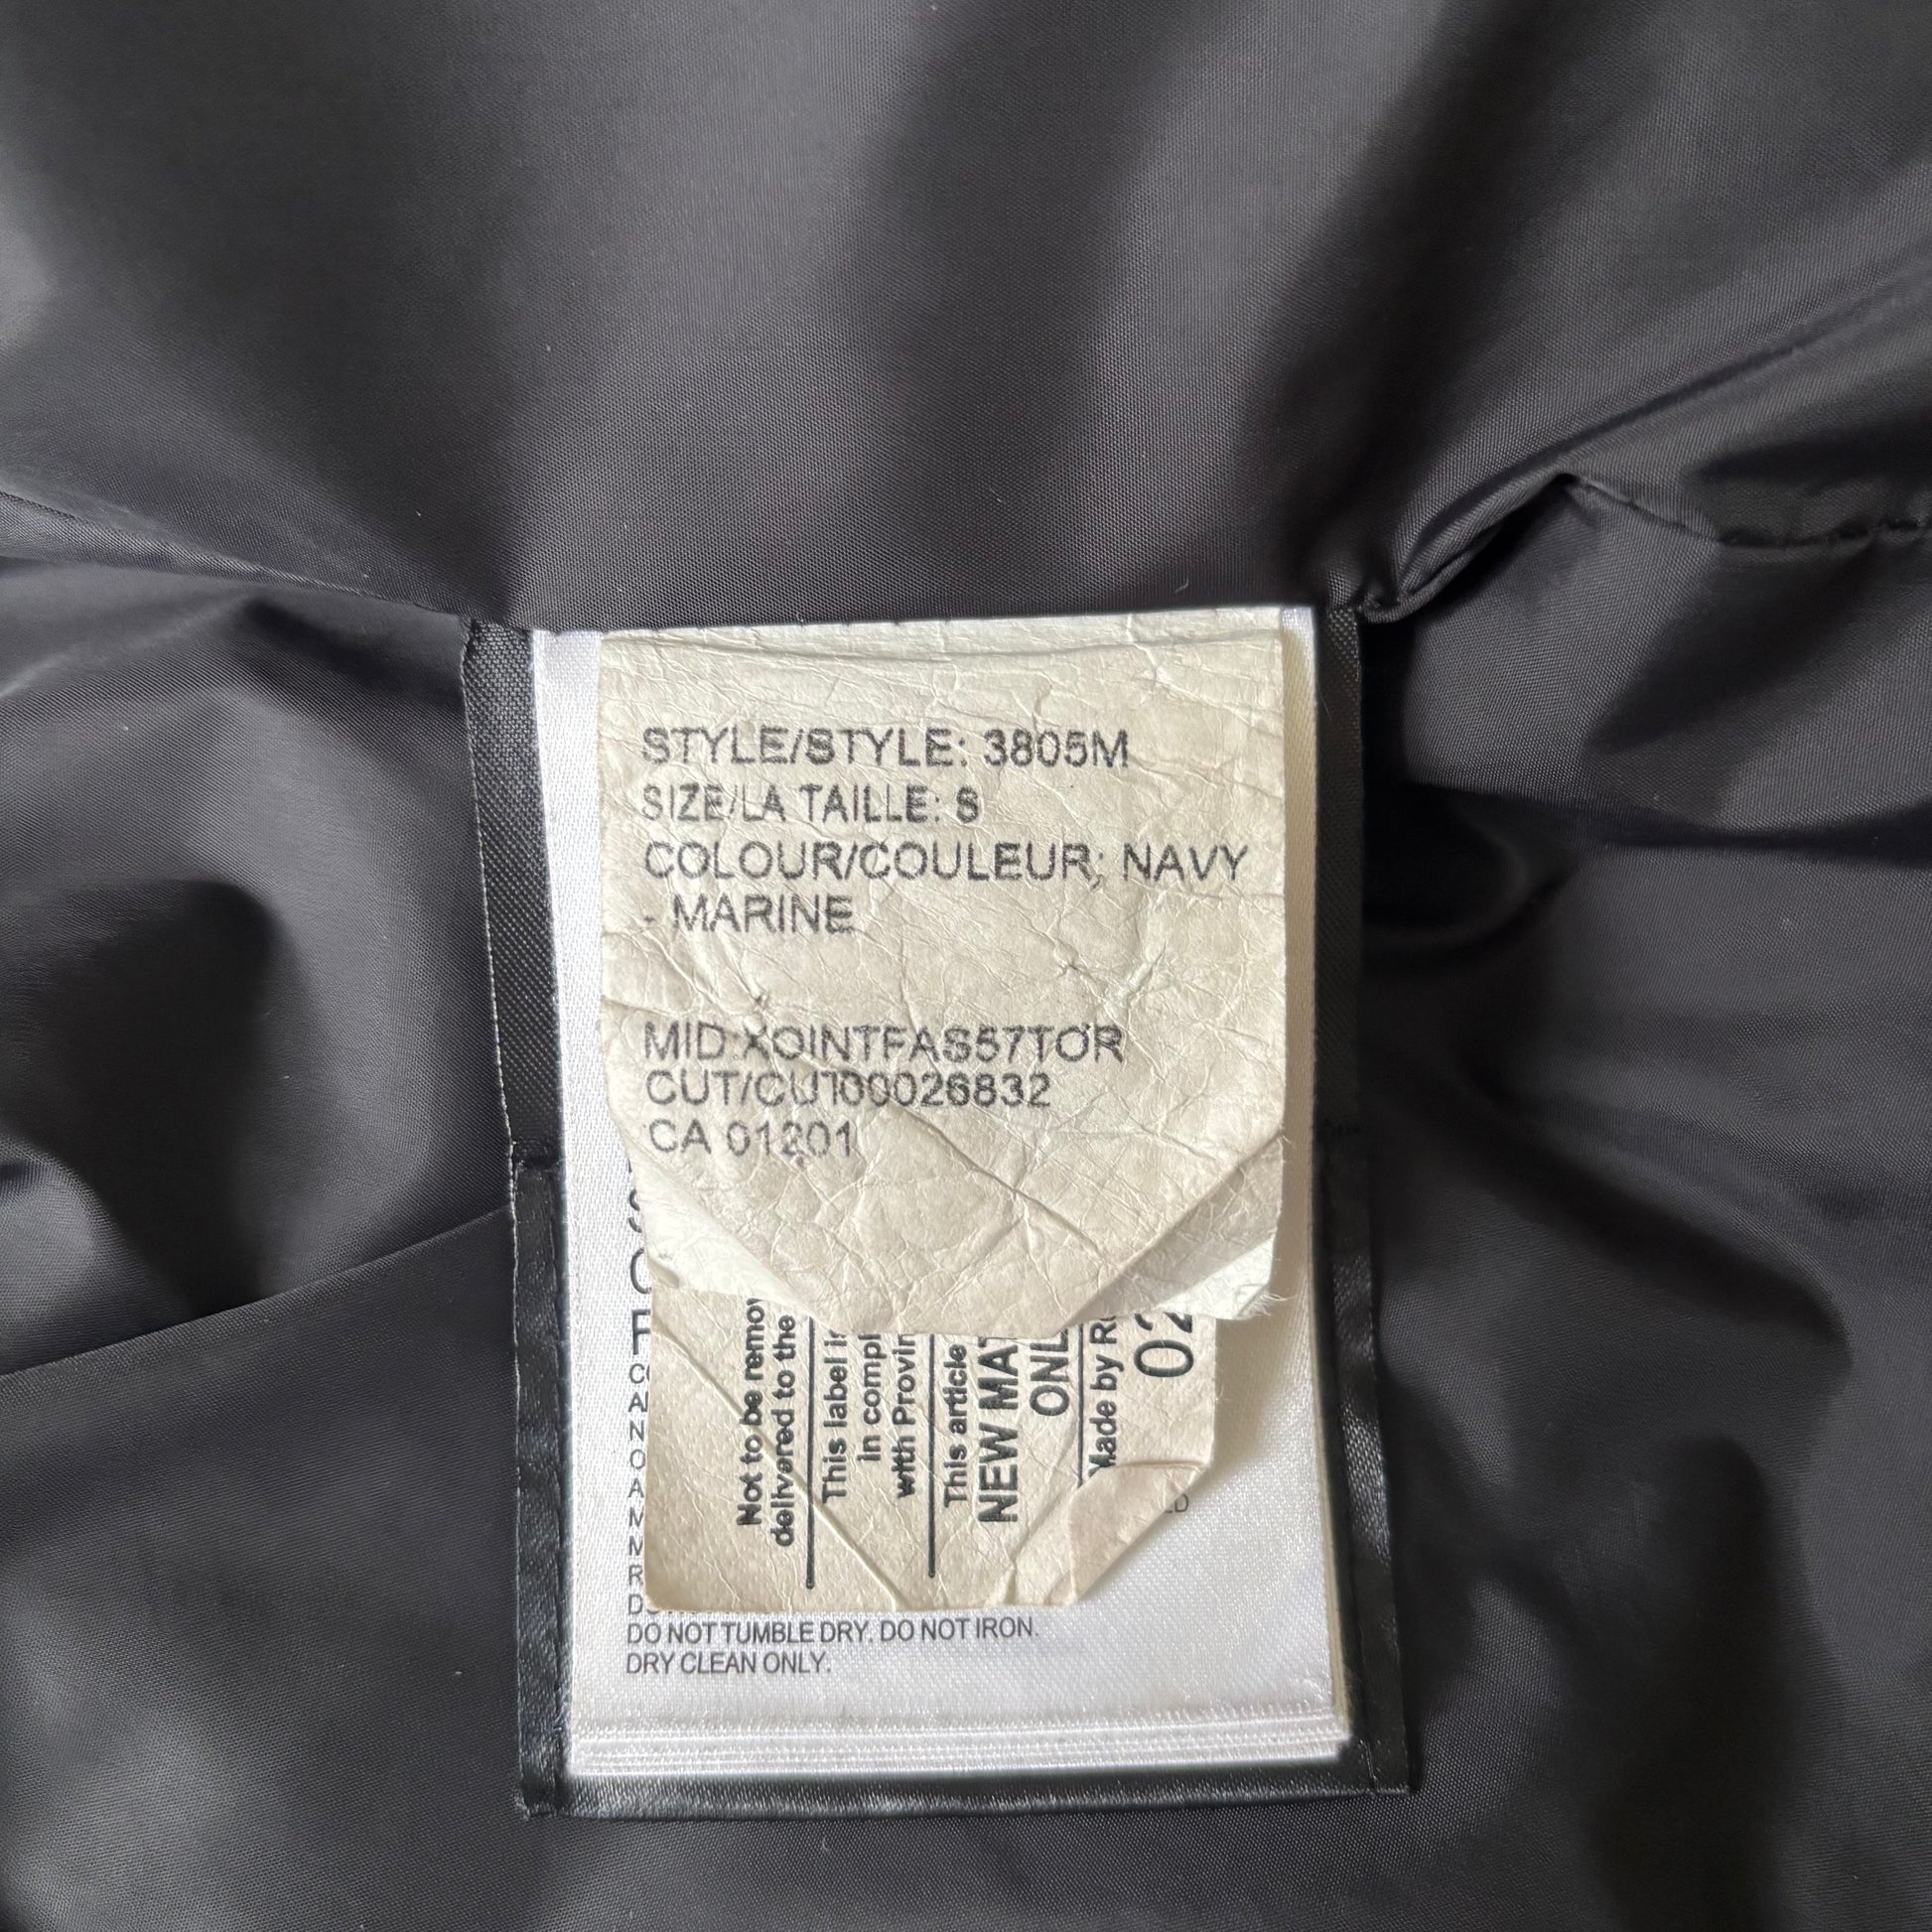 STYLE/STYLE: 3805M
SIZE/LA TAILLE: S
COLOUR/COULEUR: NAVY
- MARINE
MID:XOINTFAS57TOR
CUT/CUT00026832
CA 01201
Not to be remov
delivered to the
This label i
in compl
with Provin
This article
NEW MAT
ONL
Made by R
02
DO NOT TUMBLE DRY. DO NOT IRON.
DRY CLEAN ONLY.